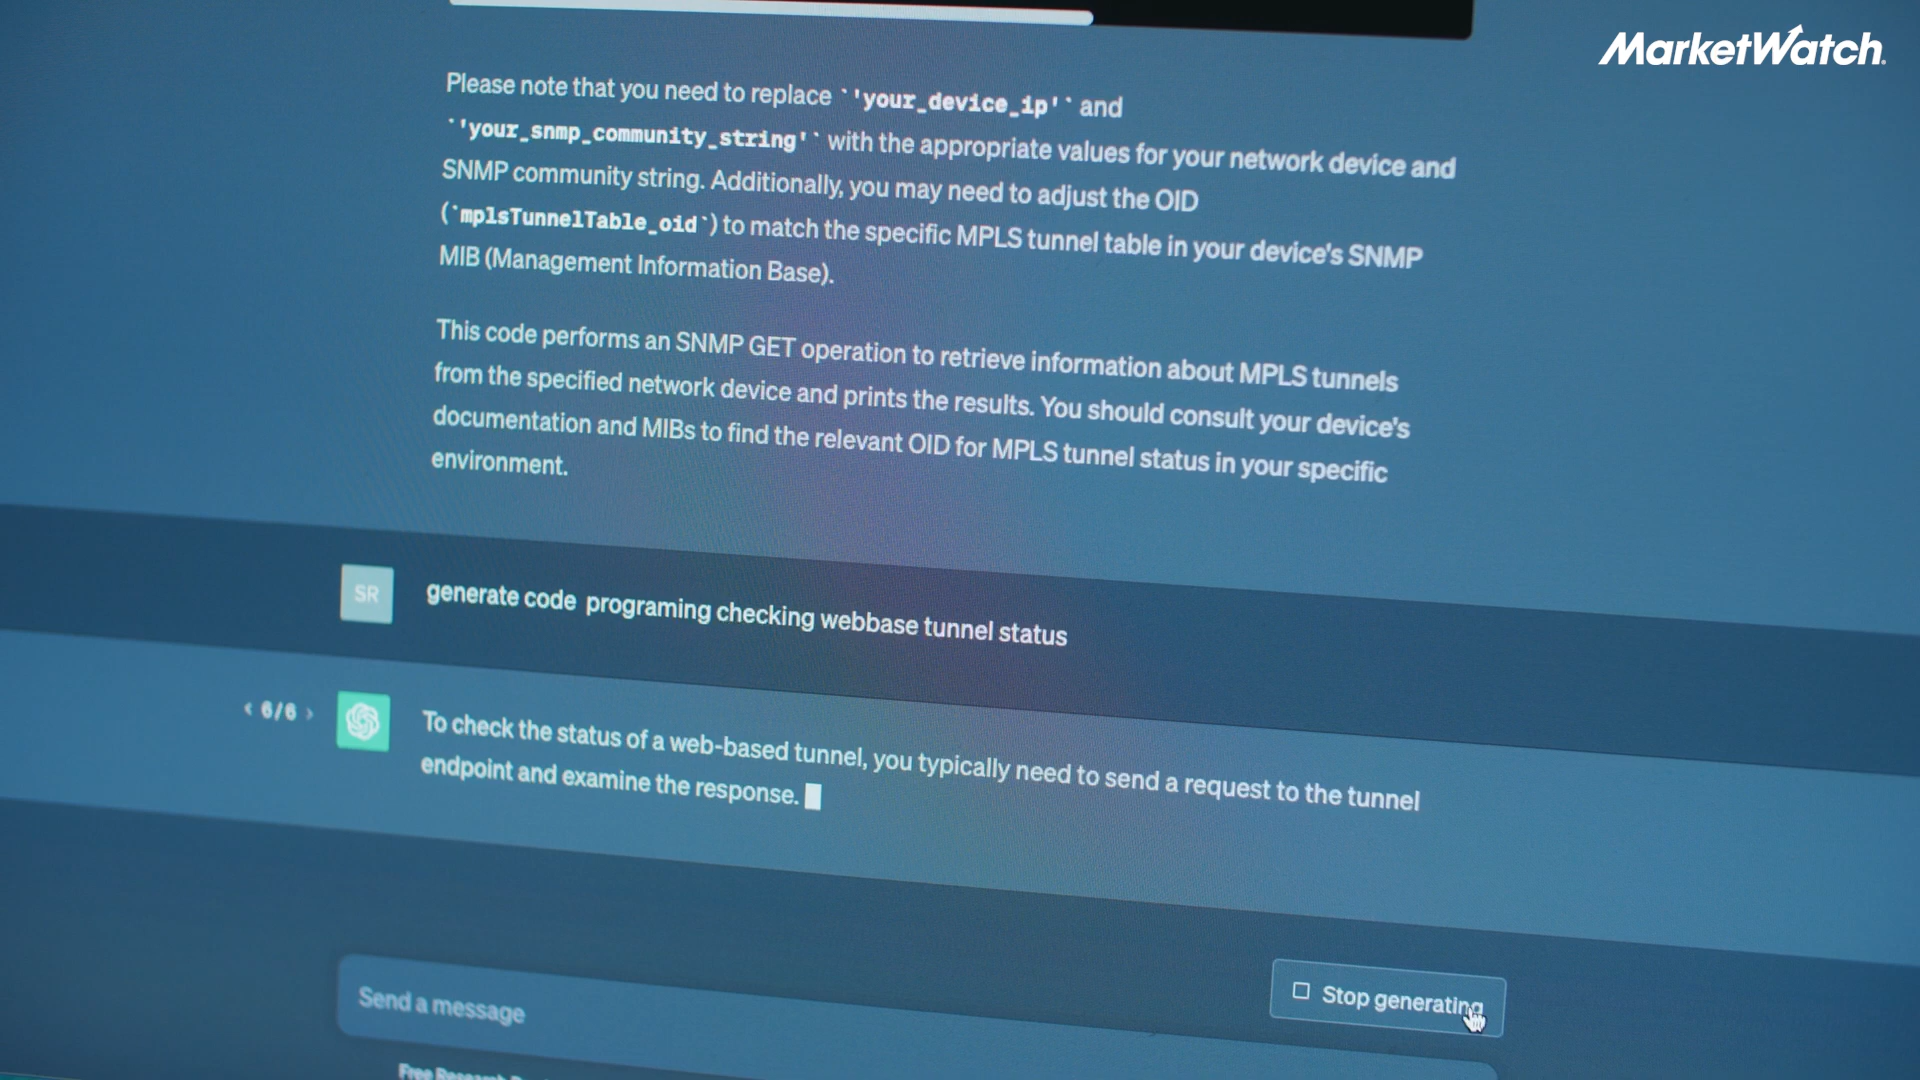 MarketWatch
Please note that you need to replace `'your_device_ip'` and
`'your_snmp_community_string'` with the appropriate values for your network device and
SNMP community string. Additionally, you may need to adjust the OID
(`mplsTunnelTable_oid`) to match the specific MPLS tunnel table in your device's SNMP
MIB (Management Information Base).
This code performs an SNMP GET operation to retrieve information about MPLS tunnels
from the specified network device and prints the results. You should consult your device's
documentation and MIBs to find the relevant OID for MPLS tunnel status in your specific
environment.
SR
generate code  programing checking webbase tunnel status
< 6/6 >
To check the status of a web-based tunnel, you typically need to send a request to the tunnel
endpoint and examine the response.
Stop generating
Send a message
Free Research